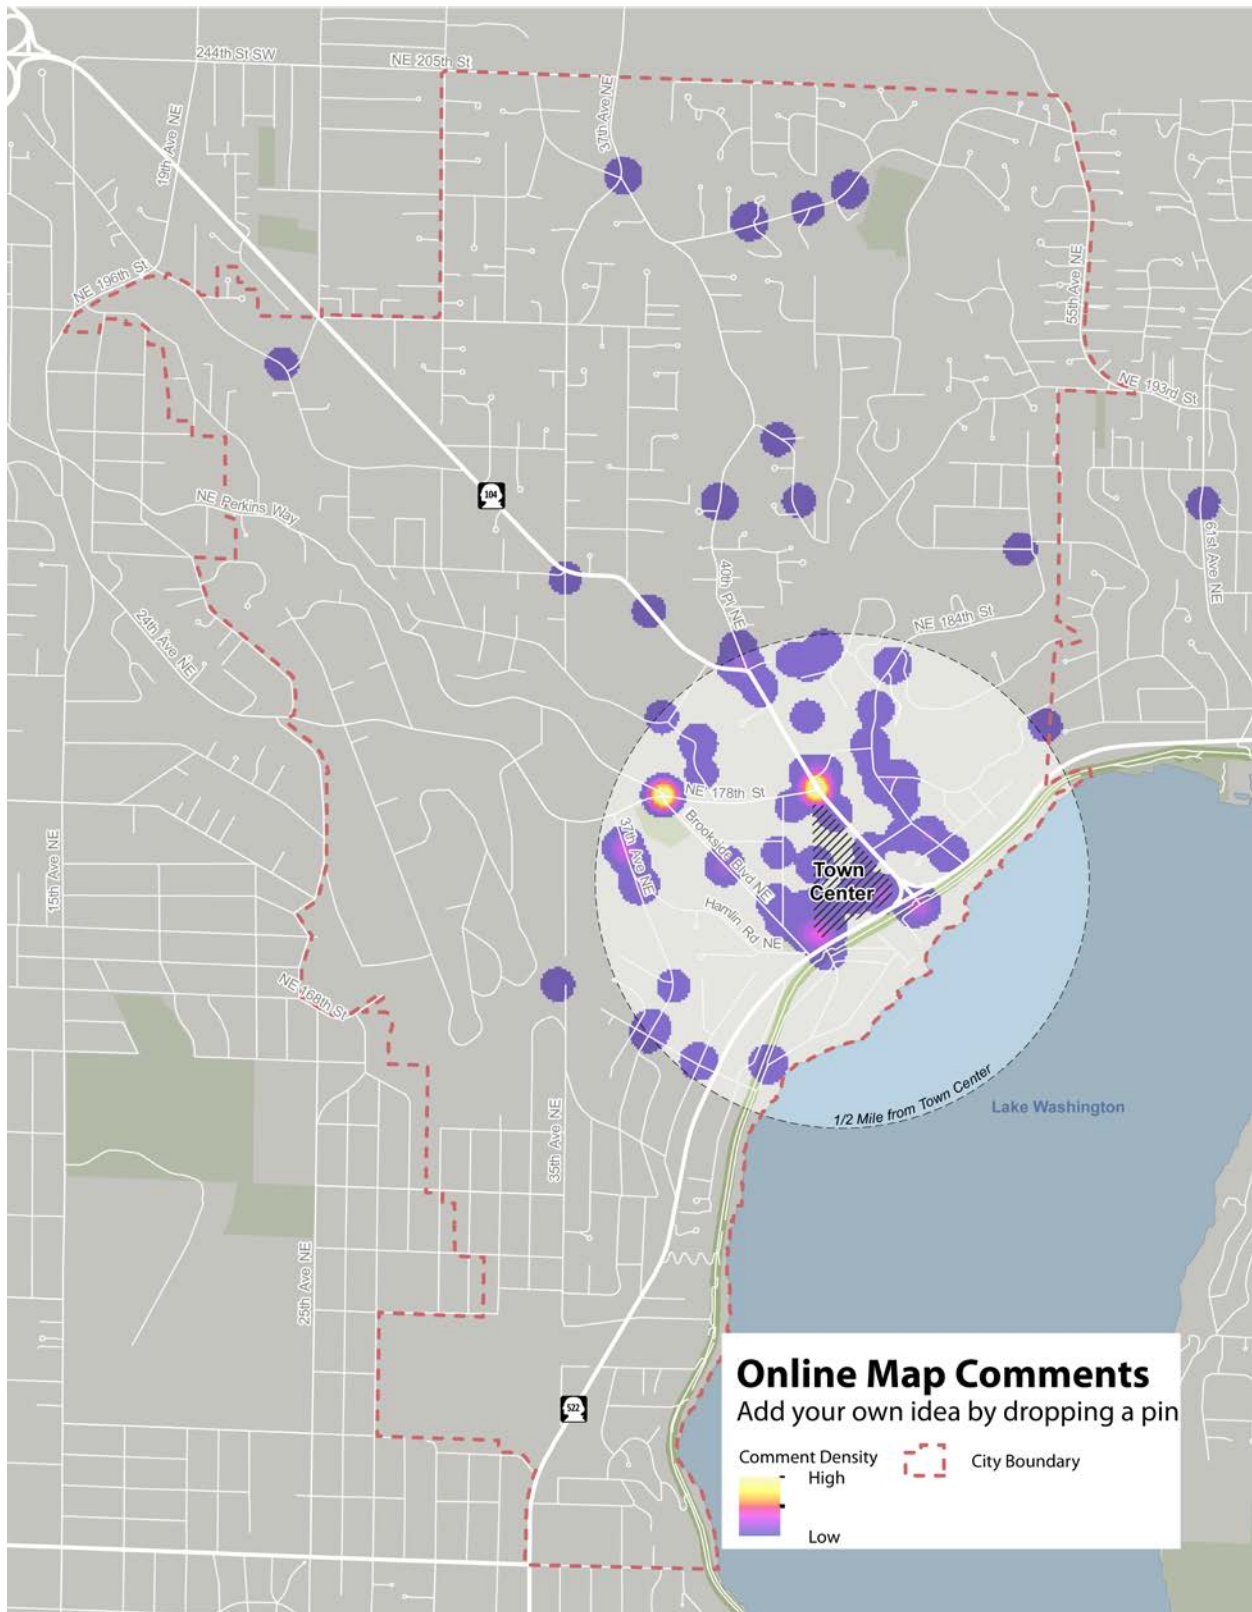 244th St SW
NE 205th St
37th Ave NE
19th Ave NE
NE 196th St
55th Ave NE
NE 193rd St
NE Perkins Way
104
61st Ave NE
40th Pl NE
24th Ave NE
NE 184th St
NE 178th St
Brookside Blvd NE
37th Ave NE
15th Ave NE
Town
Center
Hamlin Rd NE
NE 168th St
35th Ave NE
1/2 Mile from Town Center
Lake Washington
25th Ave NE
522
Online Map Comments
Add your own idea by dropping a pin
Comment Density
High
Low
City Boundary